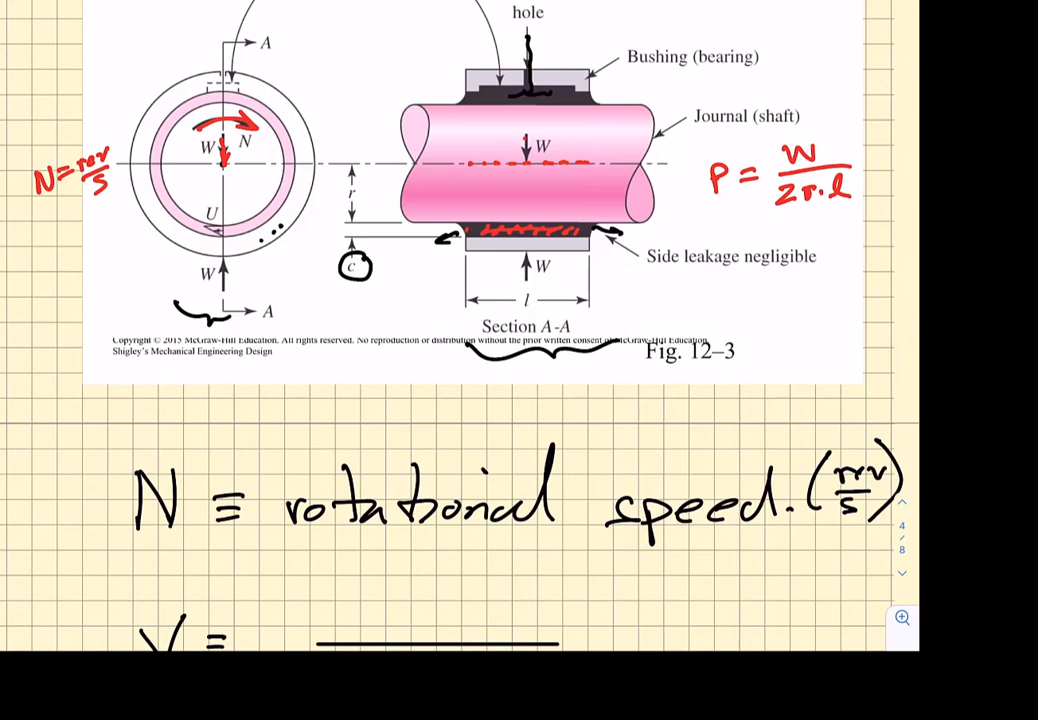 hole
A
Bushing (bearing)
Journal (shaft)
W N
W
N = rev/s
P = W / 2r·l
r
U
c
Side leakage negligible
W
W
l
A
Section A-A
Copyright © 2015 McGraw-Hill Education. All rights reserved. No reproduction or distribution without the prior written consent of McGraw-Hill Education.
Shigley's Mechanical Engineering Design
Fig. 12–3
N ≡ rotational speed. (rev/s)
V =
4
/
8